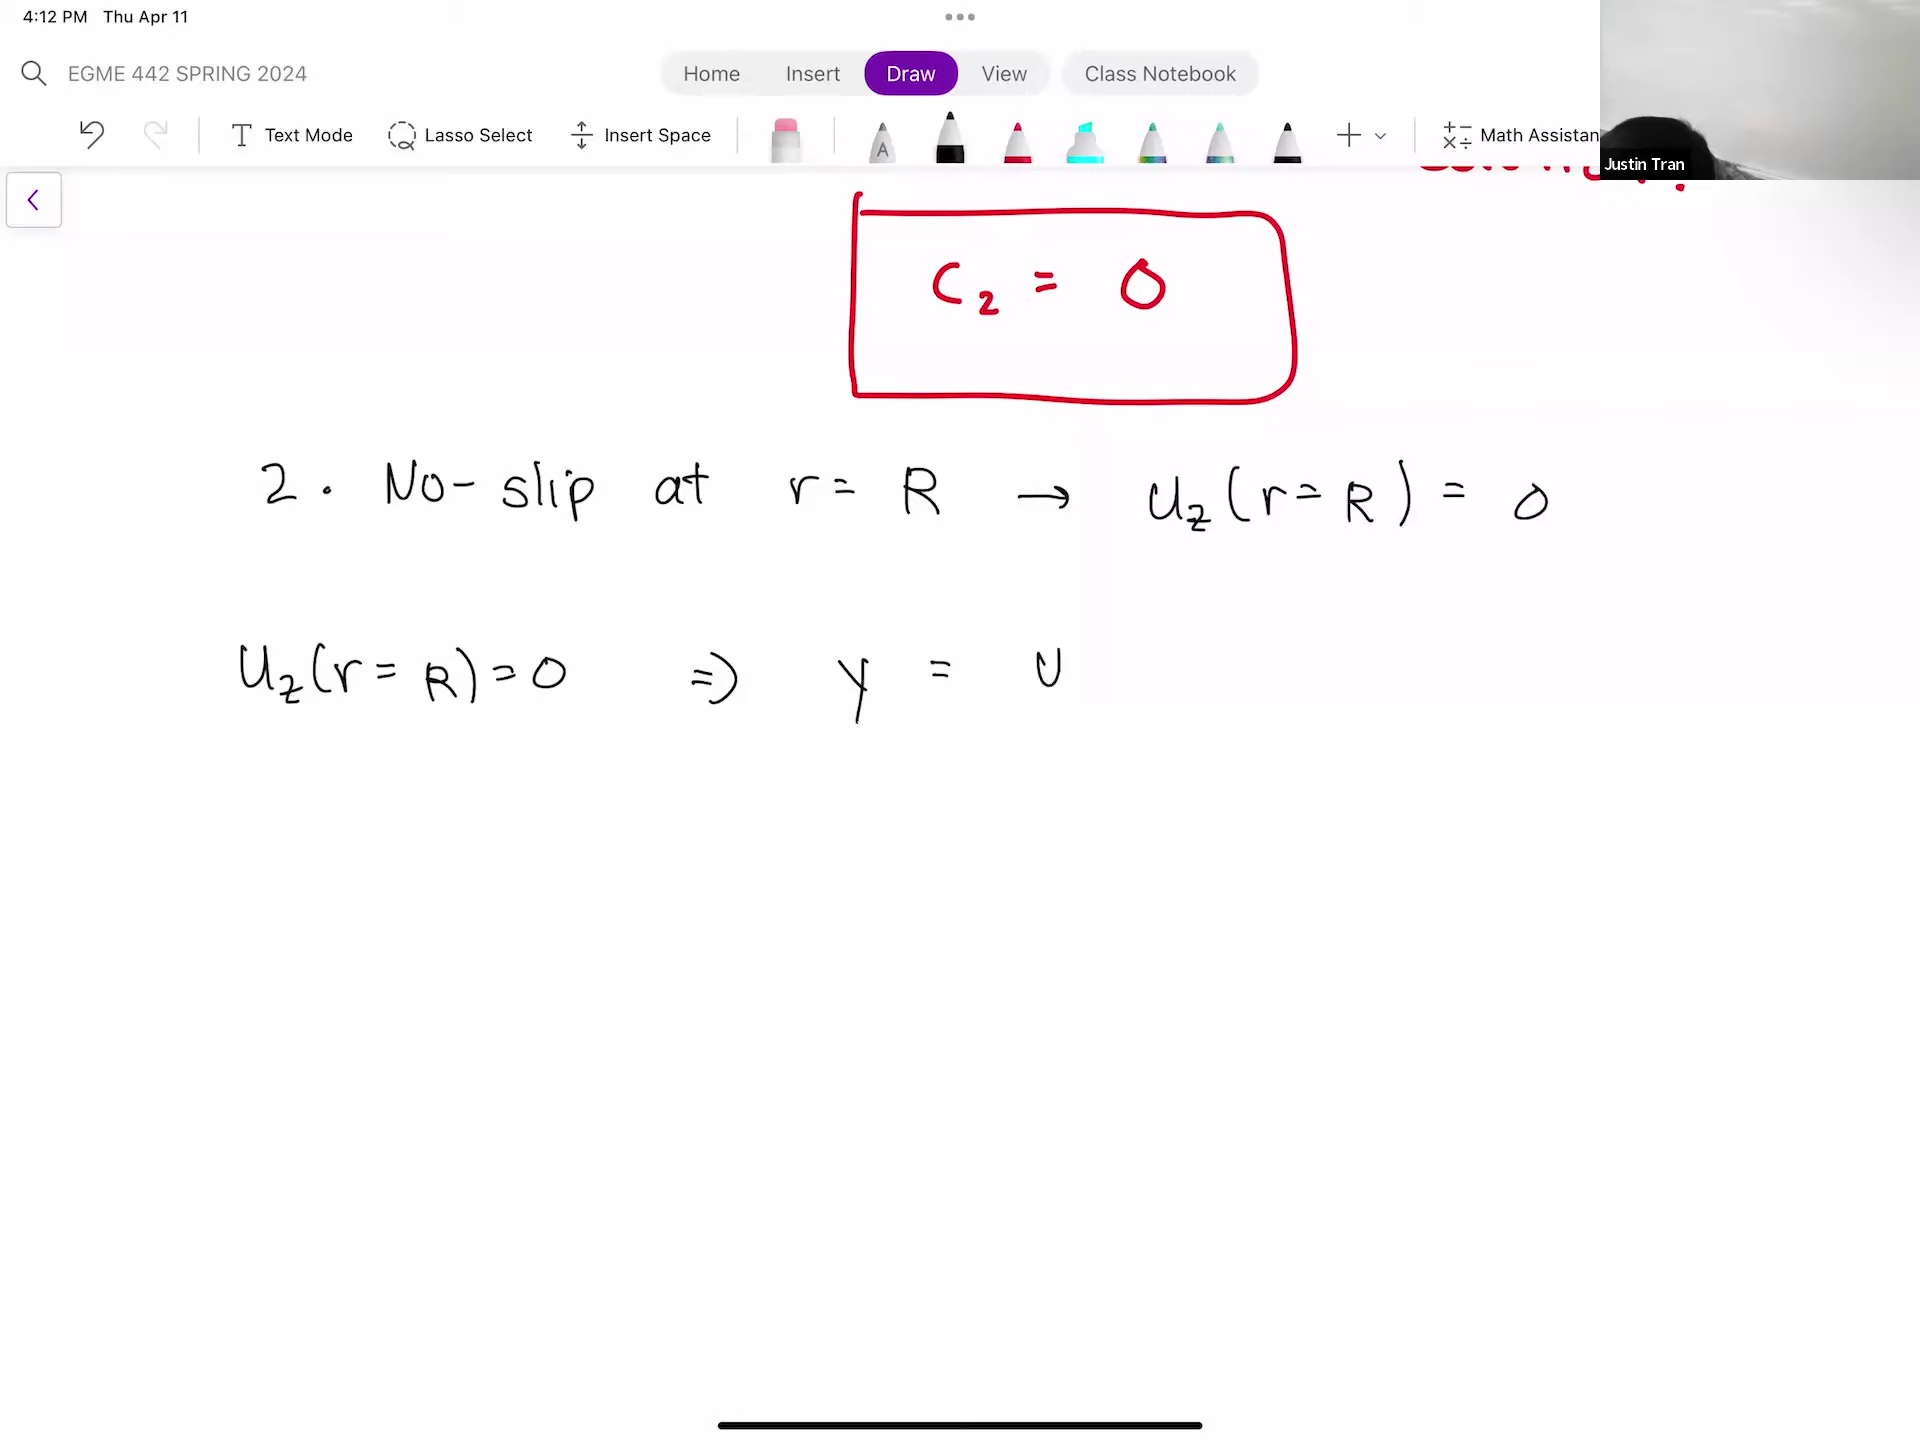 4:12 PM Thu Apr 11
EGME 442 SPRING 2024
Home Insert Draw View Class Notebook
Text Mode Lasso Select Insert Space A Math Assistan
Justin Tran
C₂ = 0
2. No-slip at r = R → u_z(r = R) = 0
u_z(r = R) = 0 ⇒ y = U